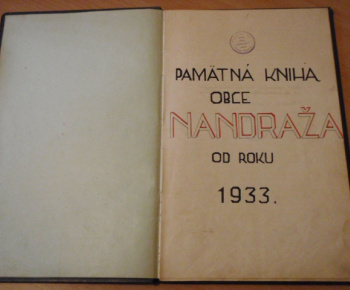 PAMÄTNÁ KNIHA
OBCE
NANDRAŽA
OD ROKU
1933.